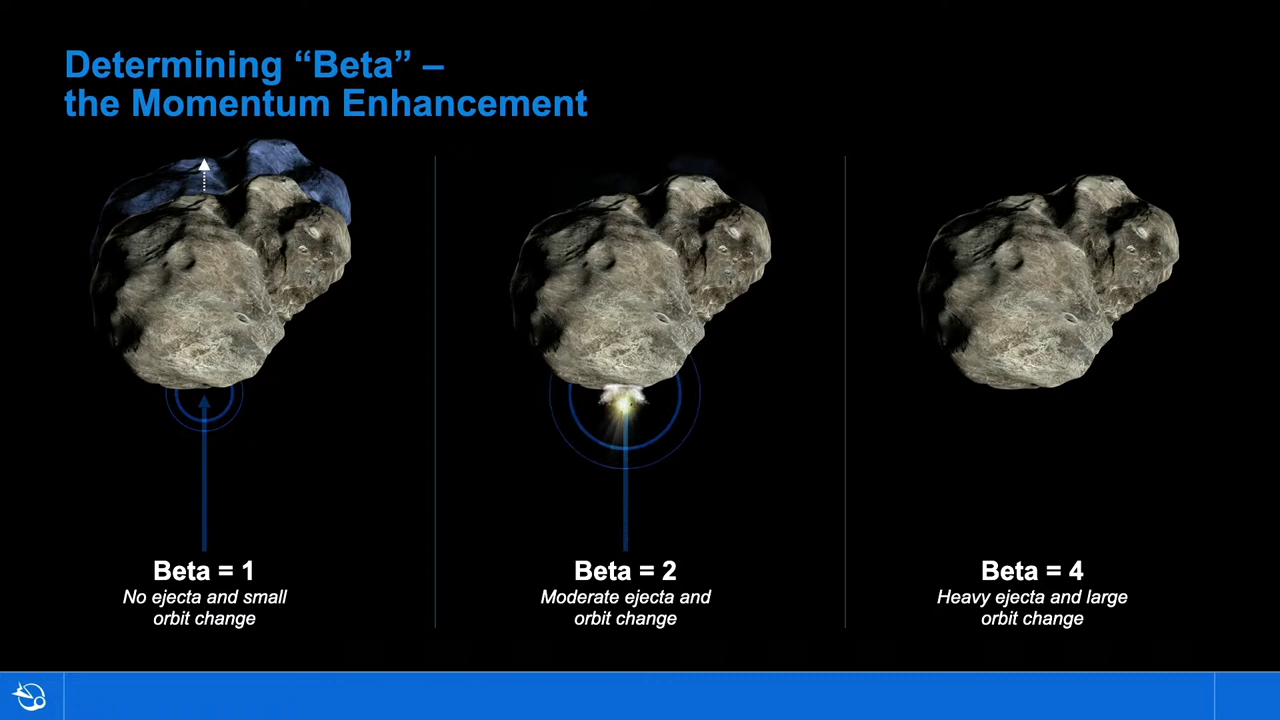 Determining “Beta” –
the Momentum Enhancement
Beta = 1
No ejecta and small
orbit change
Beta = 2
Moderate ejecta and
orbit change
Beta = 4
Heavy ejecta and large
orbit change